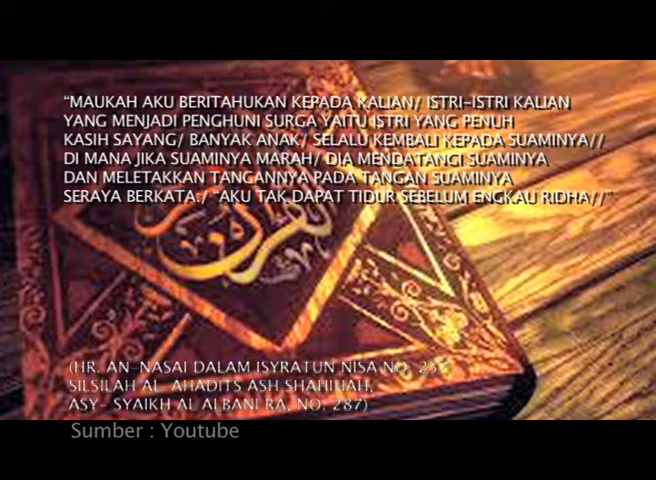 "MAUKAH AKU BERITAHUKAN KEPADA KALIAN/ ISTRI-ISTRI KALIAN
YANG MENJADI PENGHUNI SURGA YAITU ISTRI YANG PENUH
KASIH SAYANG/ BANYAK ANAK/ SELALU KEMBALI KEPADA SUAMINYA//
DI MANA JIKA SUAMINYA MARAH/ DIA MENDATANGI SUAMINYA
DAN MELETAKKAN TANGANNYA PADA TANGAN SUAMINYA
SERAYA BERKATA:/ "AKU TAK DAPAT TIDUR SEBELUM ENGKAU RIDHA//"
(HR. AN-NASAI DALAM ISYRATUN NISA NO.
SILSILAH AL- AHADITS ASH SHAHIHAH,
ASY- SYAIKH AL ALBANI RA, NO. 287)
Sumber : Youtube